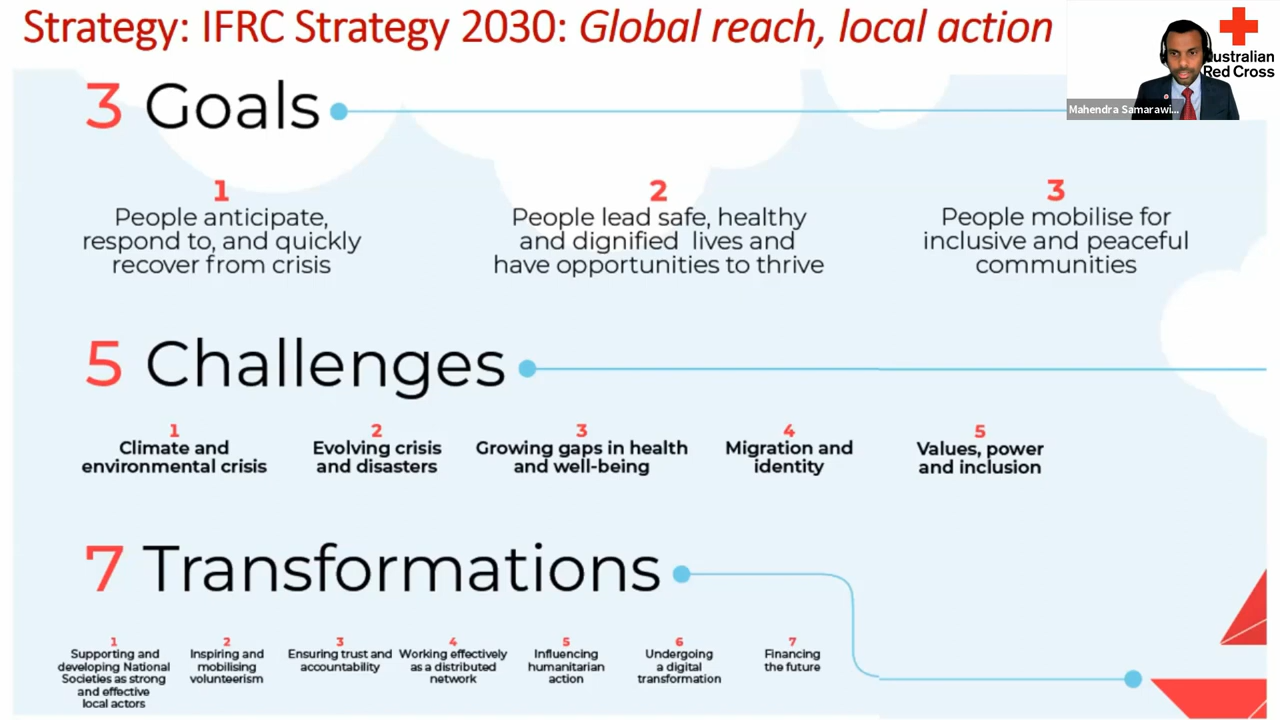 Strategy: IFRC Strategy 2030: Global reach, local action
Australian
Red Cross
Mahendra Samarawi...
3 Goals
1
People anticipate,
respond to, and quickly
recover from crisis
2
People lead safe, healthy
and dignified lives and
have opportunities to thrive
3
People mobilise for
inclusive and peaceful
communities
5 Challenges
1
Climate and
environmental crisis
2
Evolving crisis
and disasters
3
Growing gaps in health
and well-being
4
Migration and
identity
5
Values, power
and inclusion
7 Transformations
1
Supporting and
developing National
Societies as strong
and effective
local actors
2
Inspiring and
mobilising
volunteerism
3
Ensuring trust and
accountability
4
Working effectively
as a distributed
network
5
Influencing
humanitarian
action
6
Undergoing
a digital
transformation
7
Financing
the future